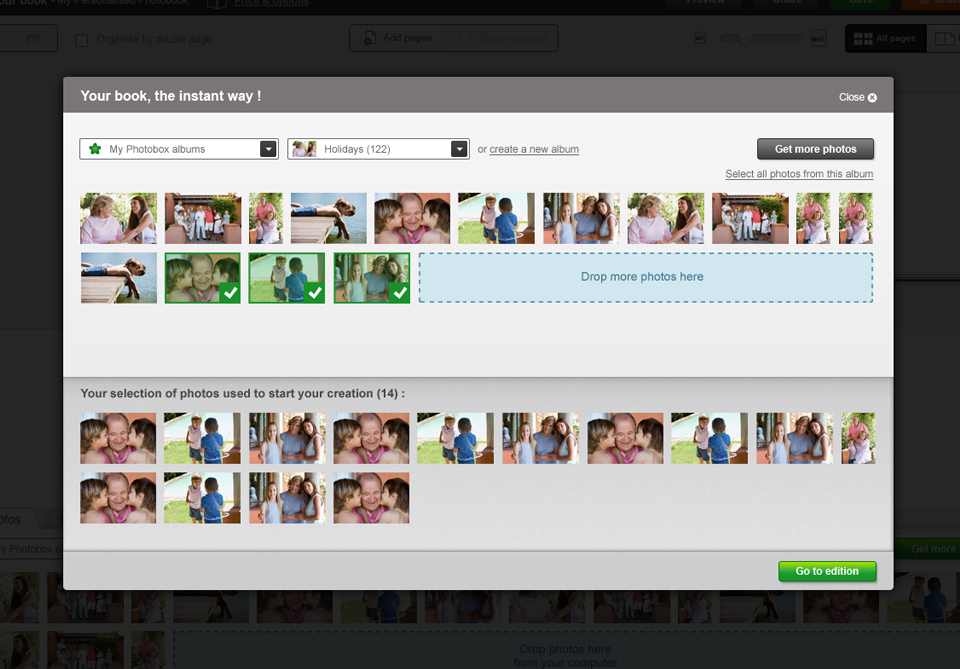 our book - My Personalised Photobook
Price & options
Preview
Share
Save
Organise by double page
Add pages
Remove pages
All pages
Your book, the instant way !
Close
My Photobox albums
Holidays (122)
or create a new album
Get more photos
Select all photos from this album
Drop more photos here
Your selection of photos used to start your creation (14) :
otos
y Photobox a
Get more
Go to edition
Drop photos here
from your computer